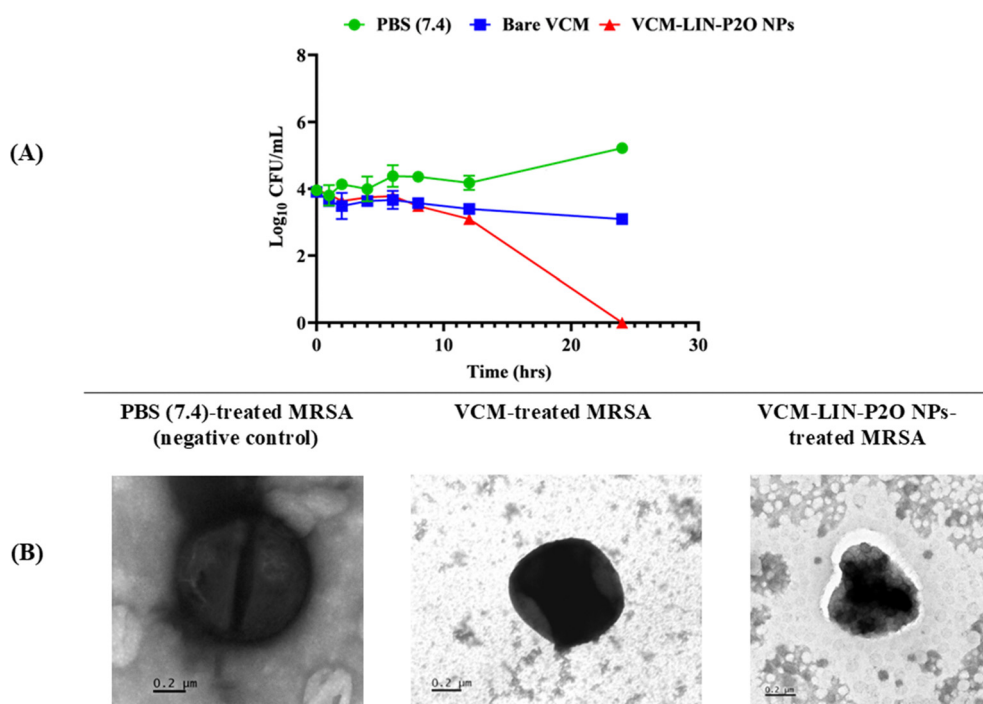 PBS (7.4) Bare VCM VCM-LIN-P2O NPs
(A)
Log10 CFU/mL
8
6
4
2
0
0 10 20 30
Time (hrs)
PBS (7.4)-treated MRSA
(negative control)
VCM-treated MRSA
VCM-LIN-P2O NPs-
treated MRSA
(B)
0.2 μm
0.2 μm
0.2 μm